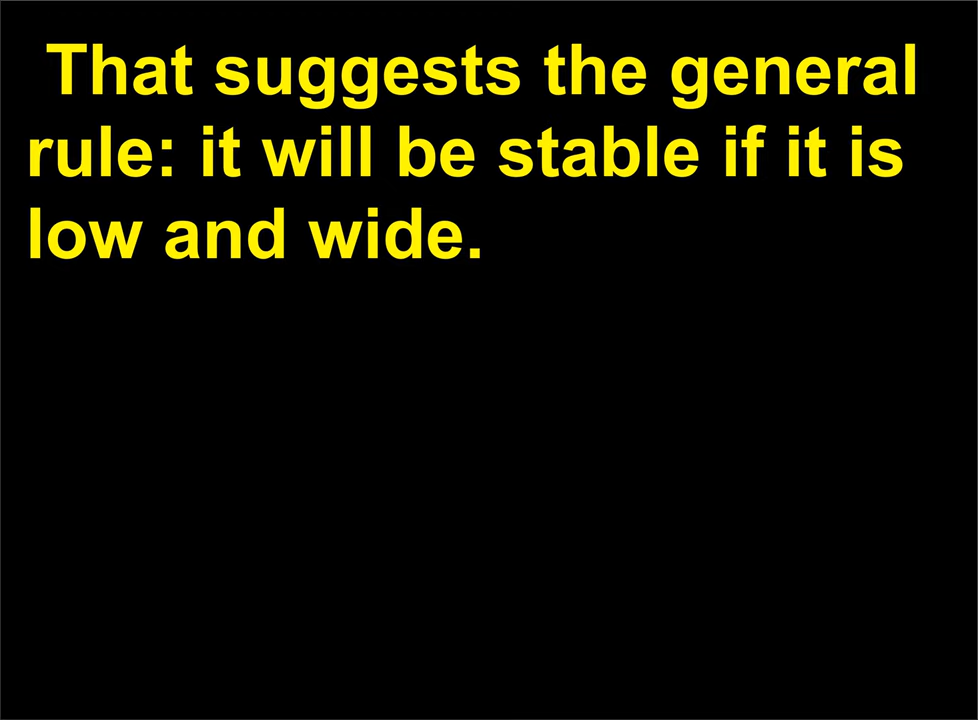 That suggests the general
rule: it will be stable if it is
low and wide.